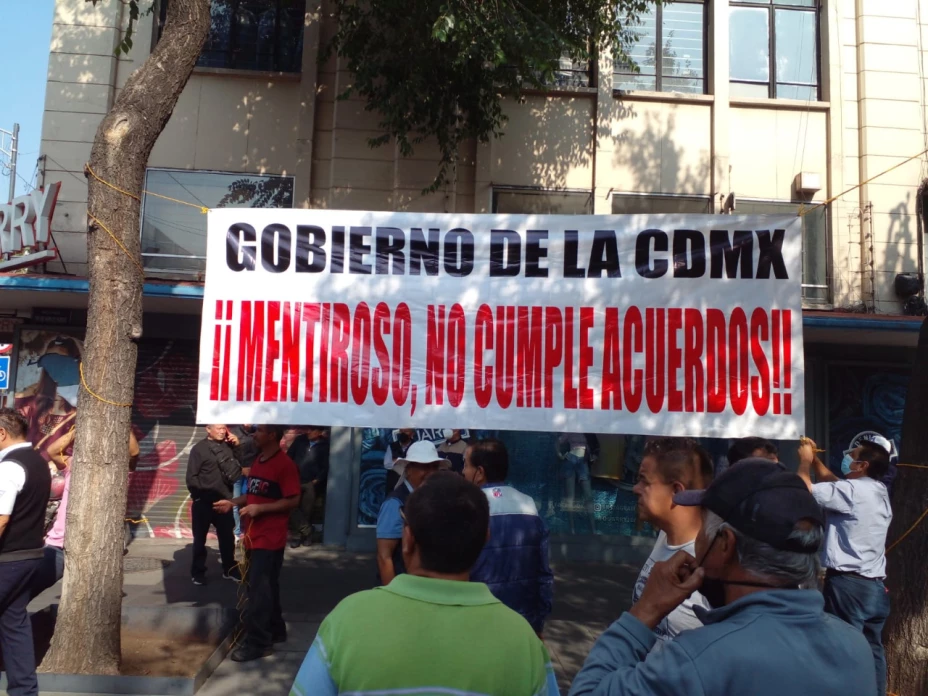 GOBIERNO DE LA CDMX
¡¡MENTIROSO, NO CUMPLE ACUERDOS!!